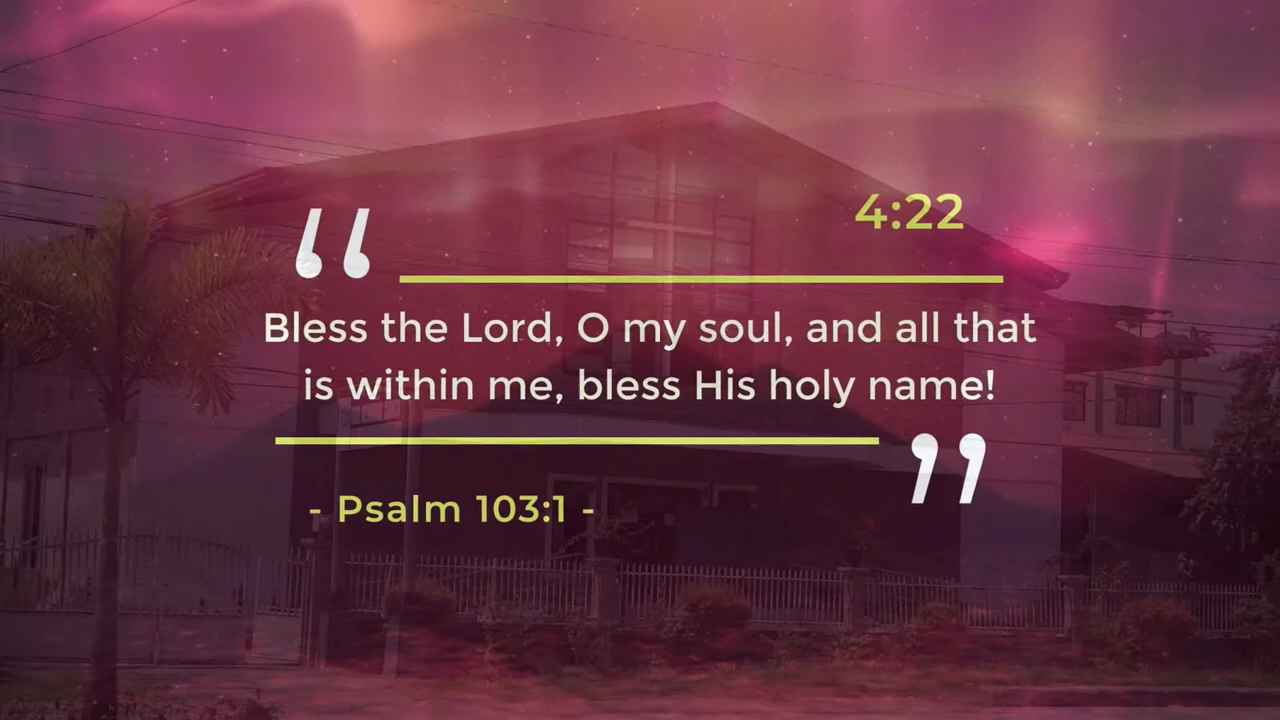 4:22
“
Bless the Lord, O my soul, and all that
is within me, bless His holy name!
”
- Psalm 103:1 -